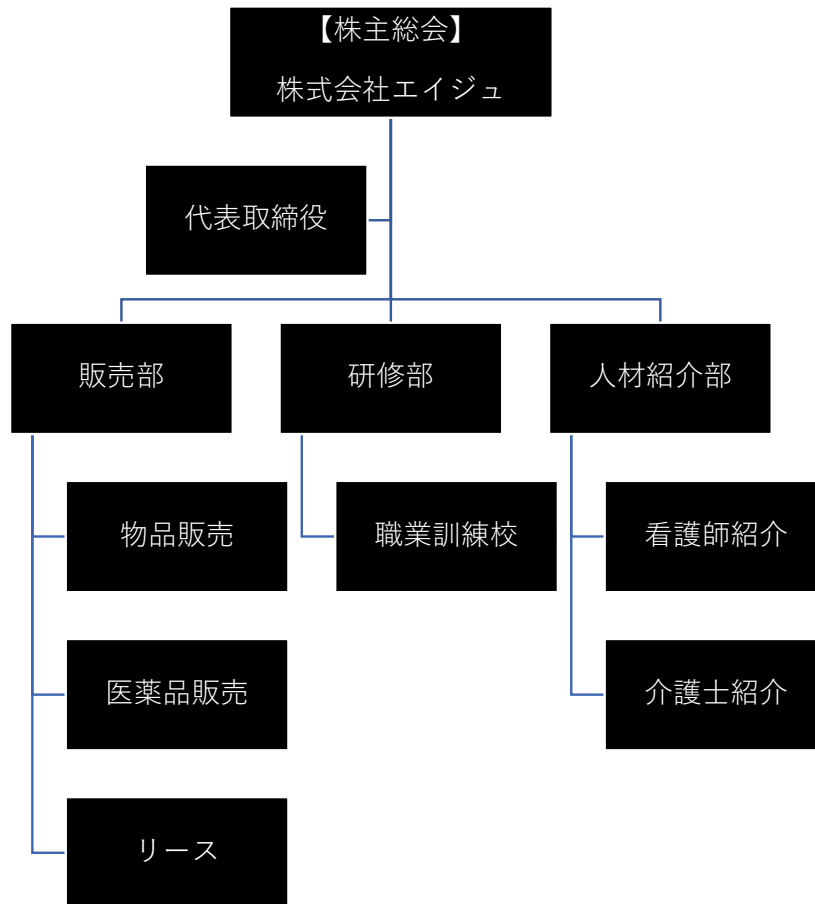 【株主総会】
株式会社エイジュ
代表取締役
販売部
研修部
人材紹介部
物品販売
職業訓練校
看護師紹介
医薬品販売
介護士紹介
リース